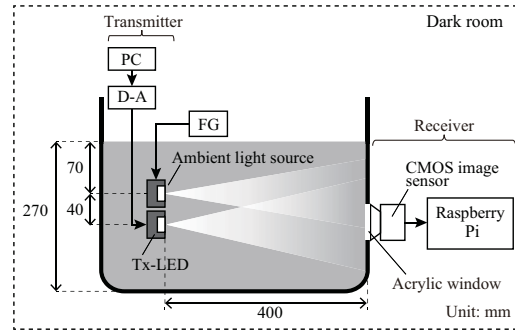 Transmitter
Dark room
PC
D-A
FG
Receiver
70
Ambient light source
CMOS image
sensor
270
40
Raspberry
Pi
Tx-LED
Acrylic window
400
Unit: mm